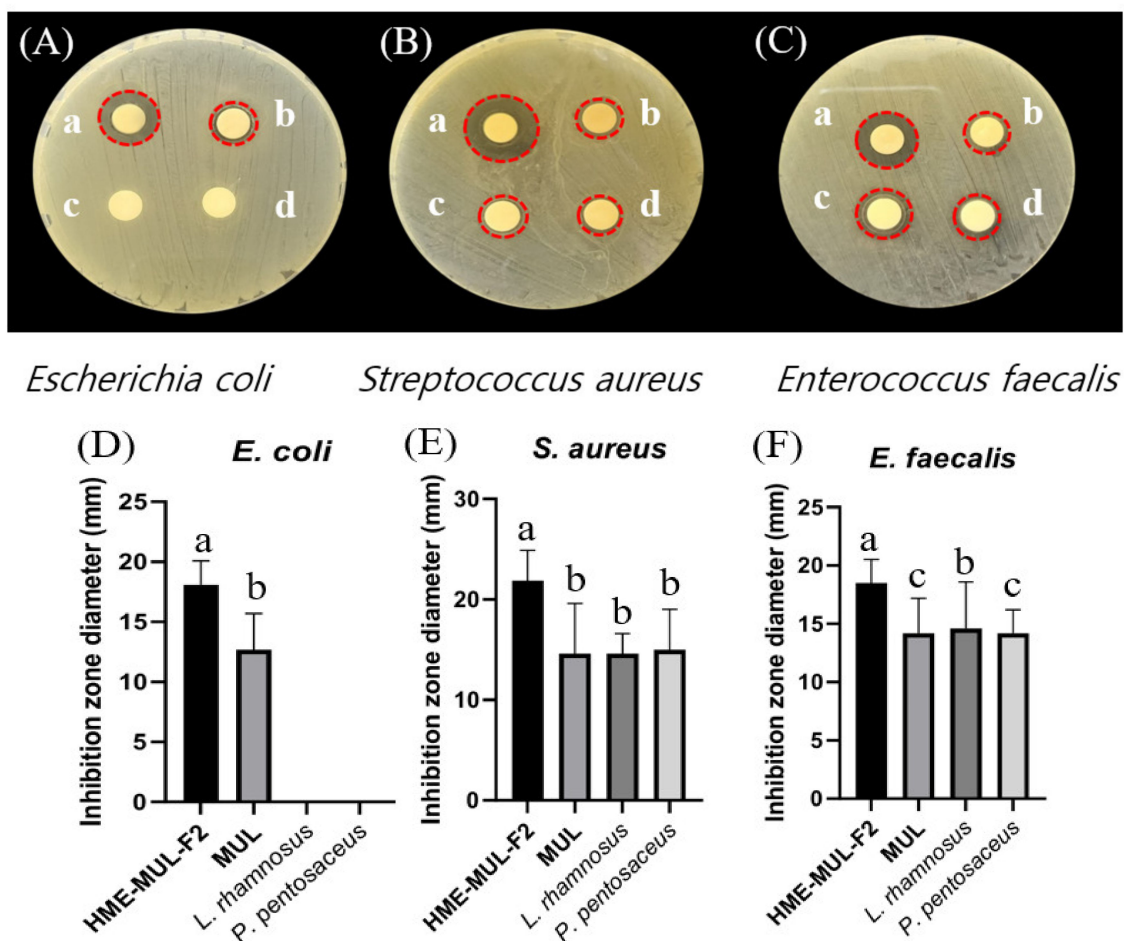 (A)
(B)
(C)
a
b
c
d
a
b
c
d
a
b
c
d
Escherichia coli
Streptococcus aureus
Enterococcus faecalis
(D)
E. coli
Inhibition zone diameter (mm)
25
20
15
10
5
0
a
b
HME-MUL-F2
MUL
L. rhamnosus
P. pentosaceus
(E)
S. aureus
Inhibition zone diameter (mm)
30
20
10
0
a
b
b
b
HME-MUL-F2
MUL
L. rhamnosus
P. pentosaceus
(F)
E. faecalis
Inhibition zone diameter (mm)
25
20
15
10
5
0
a
c
b
c
HME-MUL-F2
MUL
L. rhamnosus
P. pentosaceus